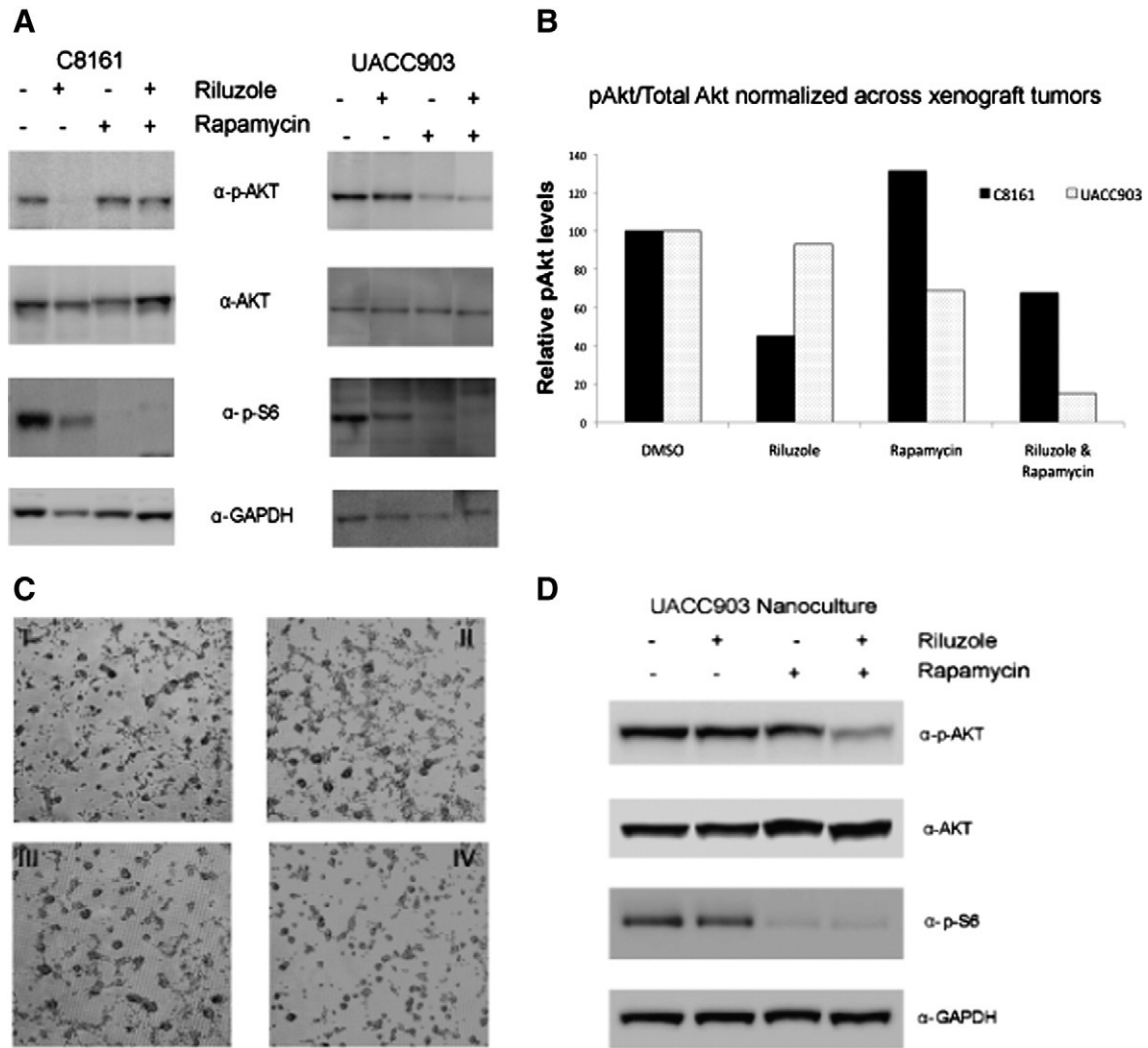 A
C8161
UACC903
- + - +
Riluzole
- + - +
- - + +
Rapamycin
- - + +
α-p-AKT
α-AKT
α-p-S6
α-GAPDH
B
pAkt/Total Akt normalized across xenograft tumors
Relative pAkt levels
140
120
100
80
60
40
20
0
C8161
UACC903
DMSO
Riluzole
Rapamycin
Riluzole &
Rapamycin
C
I
II
III
IV
D
UACC903 Nanoculture
- + - +
Riluzole
- - + +
Rapamycin
α-p-AKT
α-AKT
α-p-S6
α-GAPDH